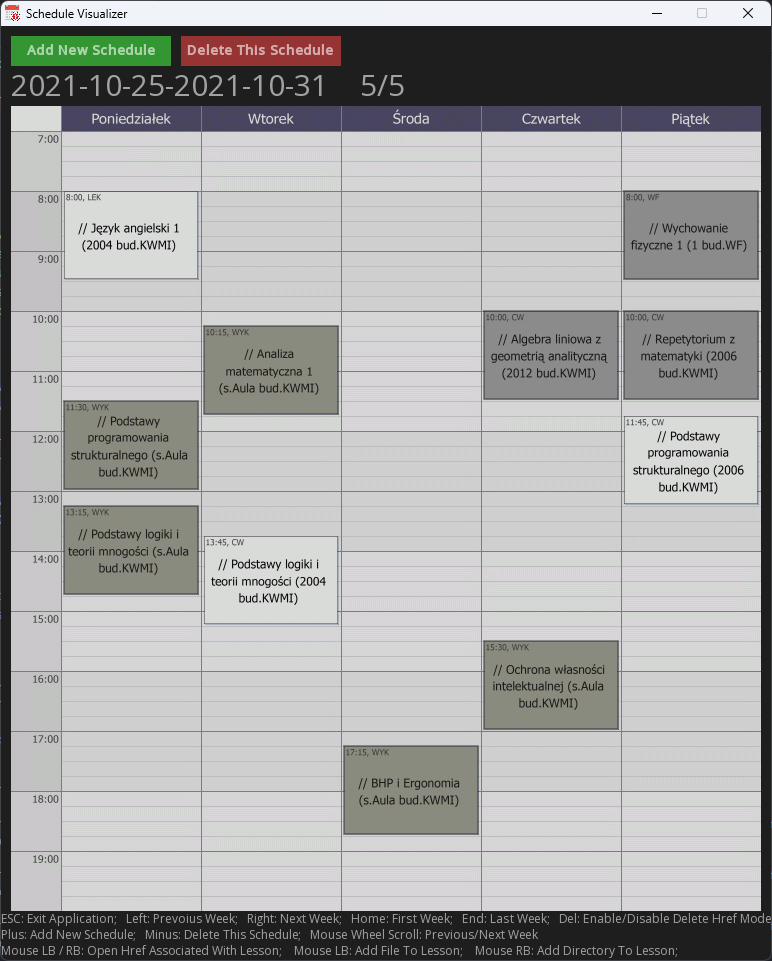 Schedule Visualizer
Add New Schedule
Delete This Schedule
2021-10-25-2021-10-31 5/5
Poniedziałek
Wtorek
Środa
Czwartek
Piątek
7:00
8:00
9:00
10:00
11:00
12:00
13:00
14:00
15:00
16:00
17:00
18:00
19:00
8:00, LEK
// Język angielski 1
(2004 bud.KWMI)
11:30, WYK
// Podstawy
programowania
strukturalnego (s.Aula
bud.KWMI)
13:15, WYK
// Podstawy logiki i
teorii mnogości (s.Aula
bud.KWMI)
10:15, WYK
// Analiza
matematyczna 1
(s.Aula bud.KWMI)
13:45, CW
// Podstawy logiki i
teorii mnogości (2004
bud.KWMI)
17:15, WYK
// BHP i Ergonomia
(s.Aula bud.KWMI)
10:00, CW
// Algebra liniowa z
geometrią analityczną
(2012 bud.KWMI)
15:30, WYK
// Ochrona własności
intelektualnej (s.Aula
bud.KWMI)
8:00, WF
// Wychowanie
fizyczne 1 (1 bud.WF)
10:00, CW
// Repetytorium z
matematyki (2006
bud.KWMI)
11:45, CW
// Podstawy
programowania
strukturalnego (2006
bud.KWMI)
ESC: Exit Application; Left: Prevoius Week; Right: Next Week; Home: First Week; End: Last Week; Del: Enable/Disable Delete Href Mode
Plus: Add New Schedule; Minus: Delete This Schedule; Mouse Wheel Scroll: Previous/Next Week
Mouse LB / RB: Open Href Associated With Lesson; Mouse LB: Add File To Lesson; Mouse RB: Add Directory To Lesson;